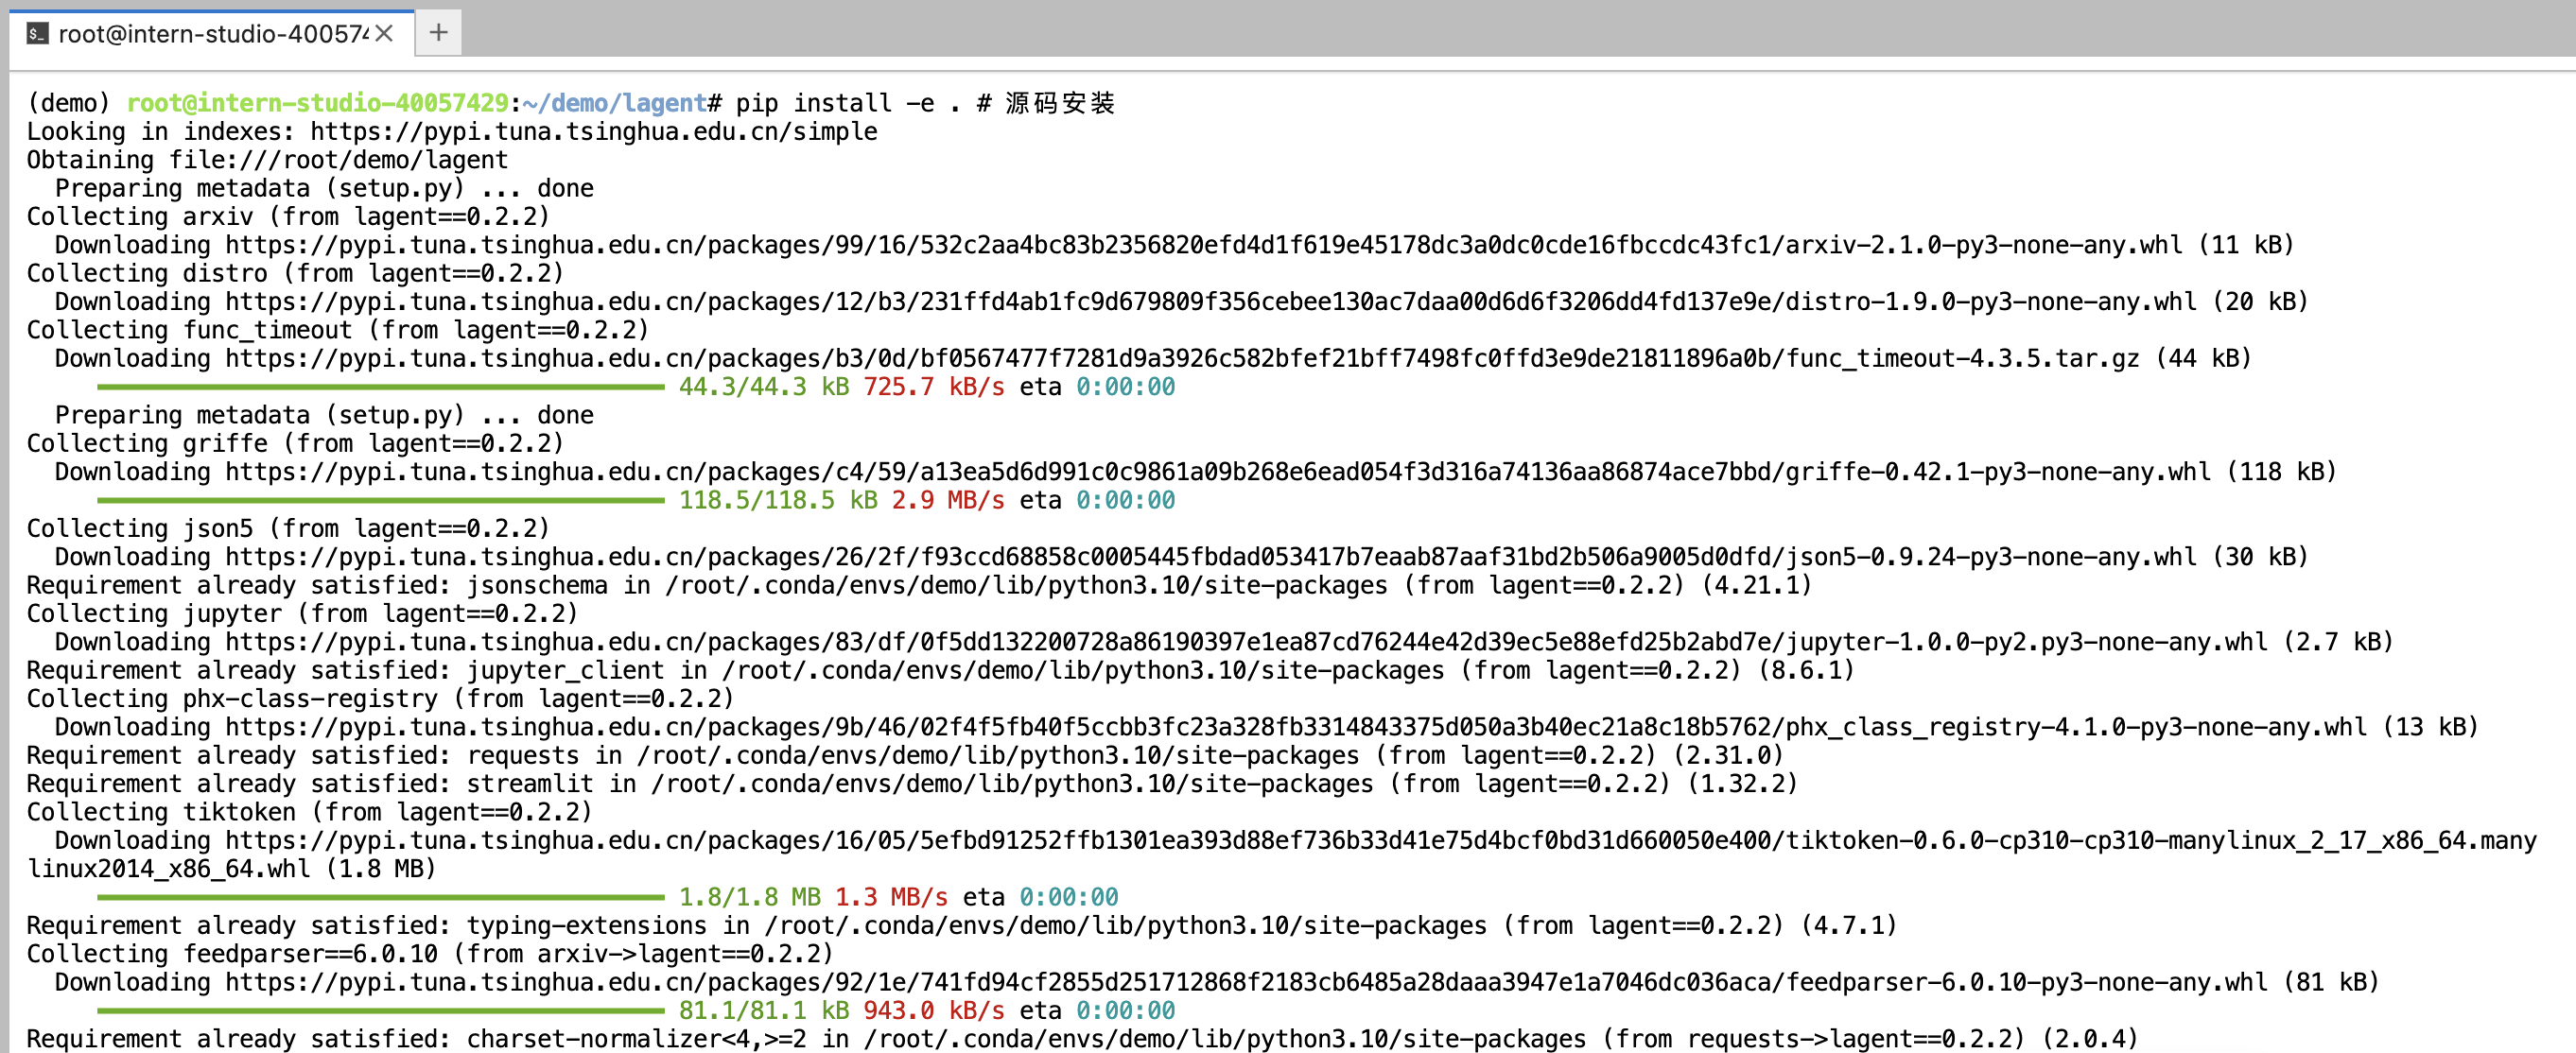 root@intern-studio-400574
(demo) root@intern-studio-40057429:~/demo/lagent# pip install -e . # 源码安装
Looking in indexes: https://pypi.tuna.tsinghua.edu.cn/simple
Obtaining file:///root/demo/lagent
  Preparing metadata (setup.py) ... done
Collecting arxiv (from lagent==0.2.2)
  Downloading https://pypi.tuna.tsinghua.edu.cn/packages/99/16/532c2aa4bc83b2356820efd4d1f619e45178dc3a0dc0cde16fbccdc43fc1/arxiv-2.1.0-py3-none-any.whl (11 kB)
Collecting distro (from lagent==0.2.2)
  Downloading https://pypi.tuna.tsinghua.edu.cn/packages/12/b3/231ffd4ab1fc9d679809f356cebee130ac7daa00d6d6f3206dd4fd137e9e/distro-1.9.0-py3-none-any.whl (20 kB)
Collecting func_timeout (from lagent==0.2.2)
  Downloading https://pypi.tuna.tsinghua.edu.cn/packages/b3/0d/bf0567477f7281d9a3926c582bfef21bff7498fc0ffd3e9de21811896a0b/func_timeout-4.3.5.tar.gz (44 kB)
44.3/44.3 kB 725.7 kB/s eta 0:00:00
  Preparing metadata (setup.py) ... done
Collecting griffe (from lagent==0.2.2)
  Downloading https://pypi.tuna.tsinghua.edu.cn/packages/c4/59/a13ea5d6d991c0c9861a09b268e6ead054f3d316a74136aa86874ace7bbd/griffe-0.42.1-py3-none-any.whl (118 kB)
118.5/118.5 kB 2.9 MB/s eta 0:00:00
Collecting json5 (from lagent==0.2.2)
  Downloading https://pypi.tuna.tsinghua.edu.cn/packages/26/2f/f93ccd68858c0005445fbdad053417b7eaab87aaf31bd2b506a9005d0dfd/json5-0.9.24-py3-none-any.whl (30 kB)
Requirement already satisfied: jsonschema in /root/.conda/envs/demo/lib/python3.10/site-packages (from lagent==0.2.2) (4.21.1)
Collecting jupyter (from lagent==0.2.2)
  Downloading https://pypi.tuna.tsinghua.edu.cn/packages/83/df/0f5dd132200728a86190397e1ea87cd76244e42d39ec5e88efd25b2abd7e/jupyter-1.0.0-py2.py3-none-any.whl (2.7 kB)
Requirement already satisfied: jupyter_client in /root/.conda/envs/demo/lib/python3.10/site-packages (from lagent==0.2.2) (8.6.1)
Collecting phx-class-registry (from lagent==0.2.2)
  Downloading https://pypi.tuna.tsinghua.edu.cn/packages/9b/46/02f4f5fb40f5ccbb3fc23a328fb3314843375d050a3b40ec21a8c18b5762/phx_class_registry-4.1.0-py3-none-any.whl (13 kB)
Requirement already satisfied: requests in /root/.conda/envs/demo/lib/python3.10/site-packages (from lagent==0.2.2) (2.31.0)
Requirement already satisfied: streamlit in /root/.conda/envs/demo/lib/python3.10/site-packages (from lagent==0.2.2) (1.32.2)
Collecting tiktoken (from lagent==0.2.2)
  Downloading https://pypi.tuna.tsinghua.edu.cn/packages/16/05/5efbd91252ffb1301ea393d88ef736b33d41e75d4bcf0bd31d660050e400/tiktoken-0.6.0-cp310-cp310-manylinux_2_17_x86_64.many
linux2014_x86_64.whl (1.8 MB)
1.8/1.8 MB 1.3 MB/s eta 0:00:00
Requirement already satisfied: typing-extensions in /root/.conda/envs/demo/lib/python3.10/site-packages (from lagent==0.2.2) (4.7.1)
Collecting feedparser==6.0.10 (from arxiv->lagent==0.2.2)
  Downloading https://pypi.tuna.tsinghua.edu.cn/packages/92/1e/741fd94cf2855d251712868f2183cb6485a28daaa3947e1a7046dc036aca/feedparser-6.0.10-py3-none-any.whl (81 kB)
81.1/81.1 kB 943.0 kB/s eta 0:00:00
Requirement already satisfied: charset-normalizer<4,>=2 in /root/.conda/envs/demo/lib/python3.10/site-packages (from requests->lagent==0.2.2) (2.0.4)